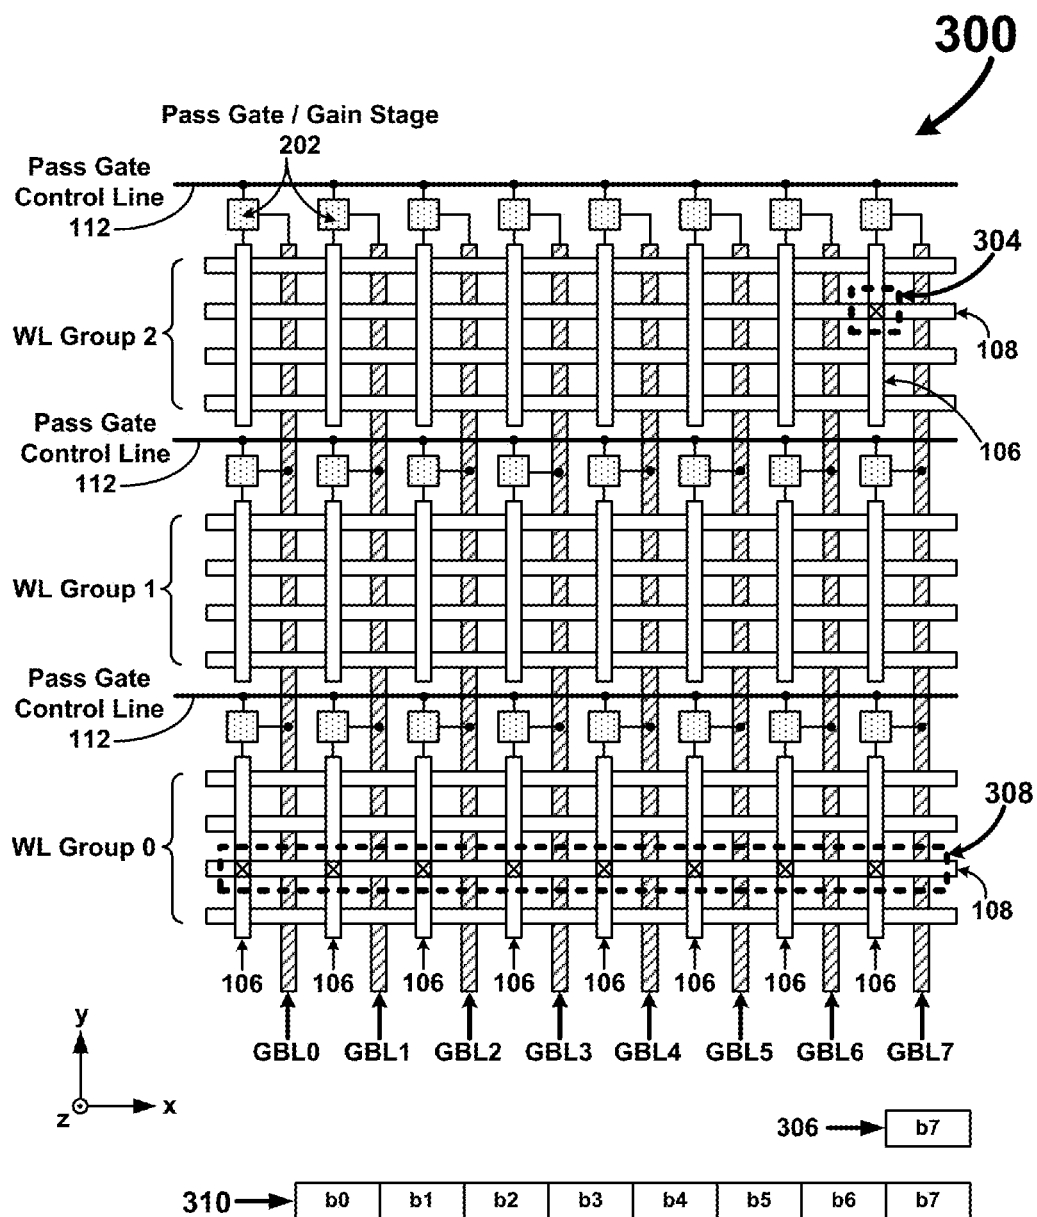 300
Pass Gate / Gain Stage
202
Pass Gate
Control Line
112
304
WL Group 2
108
Pass Gate
Control Line
112
106
WL Group 1
Pass Gate
Control Line
112
308
WL Group 0
108
106 106 106 106 106 106 106 106
GBL0 GBL1 GBL2 GBL3 GBL4 GBL5 GBL6 GBL7
y
x
z
306 b7
310 b0 b1 b2 b3 b4 b5 b6 b7